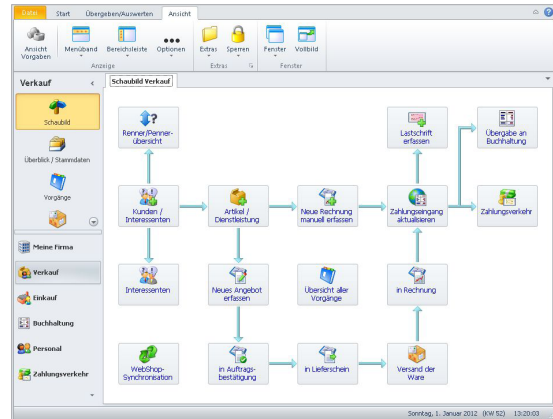 Datei Start Übergeben/Auswerten Ansicht
Ansicht Vorgaben
Menüband Bereichsleiste Optionen
Extras Sperren
Fenster Vollbild
Anzeige
Extras
Fenster
Verkauf
Schaubild
Überblick / Stammdaten
Vorgänge
Meine Firma
Verkauf
Einkauf
Buchhaltung
Personal
Zahlungsverkehr
Schaubild Verkauf
Renner/Penner-
übersicht
Lastschrift
erfassen
Übergabe an
Buchhaltung
Kunden /
Interessenten
Artikel /
Dienstleistung
Neue Rechnung
manuell erfassen
Zahlungseingang
aktualisieren
Zahlungsverkehr
Interessenten
Neues Angebot
erfassen
Übersicht aller
Vorgänge
in Rechnung
WebShop-
Synchronisation
in Auftrags-
bestätigung
in Lieferschein
Versand der
Ware
Sonntag, 1. Januar 2012 (KW 52) 13:20:03